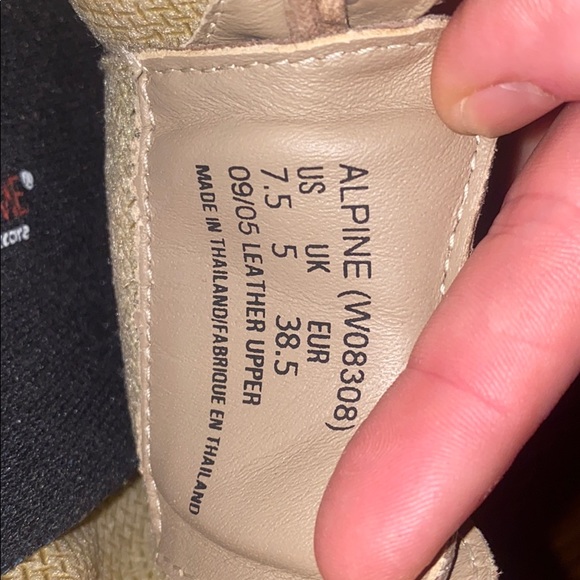 ALPINE (W08308)
US UK EUR
7.5 5 38.5
09/05 LEATHER UPPER
MADE IN THAILAND/FABRIQUE EN THAILAND